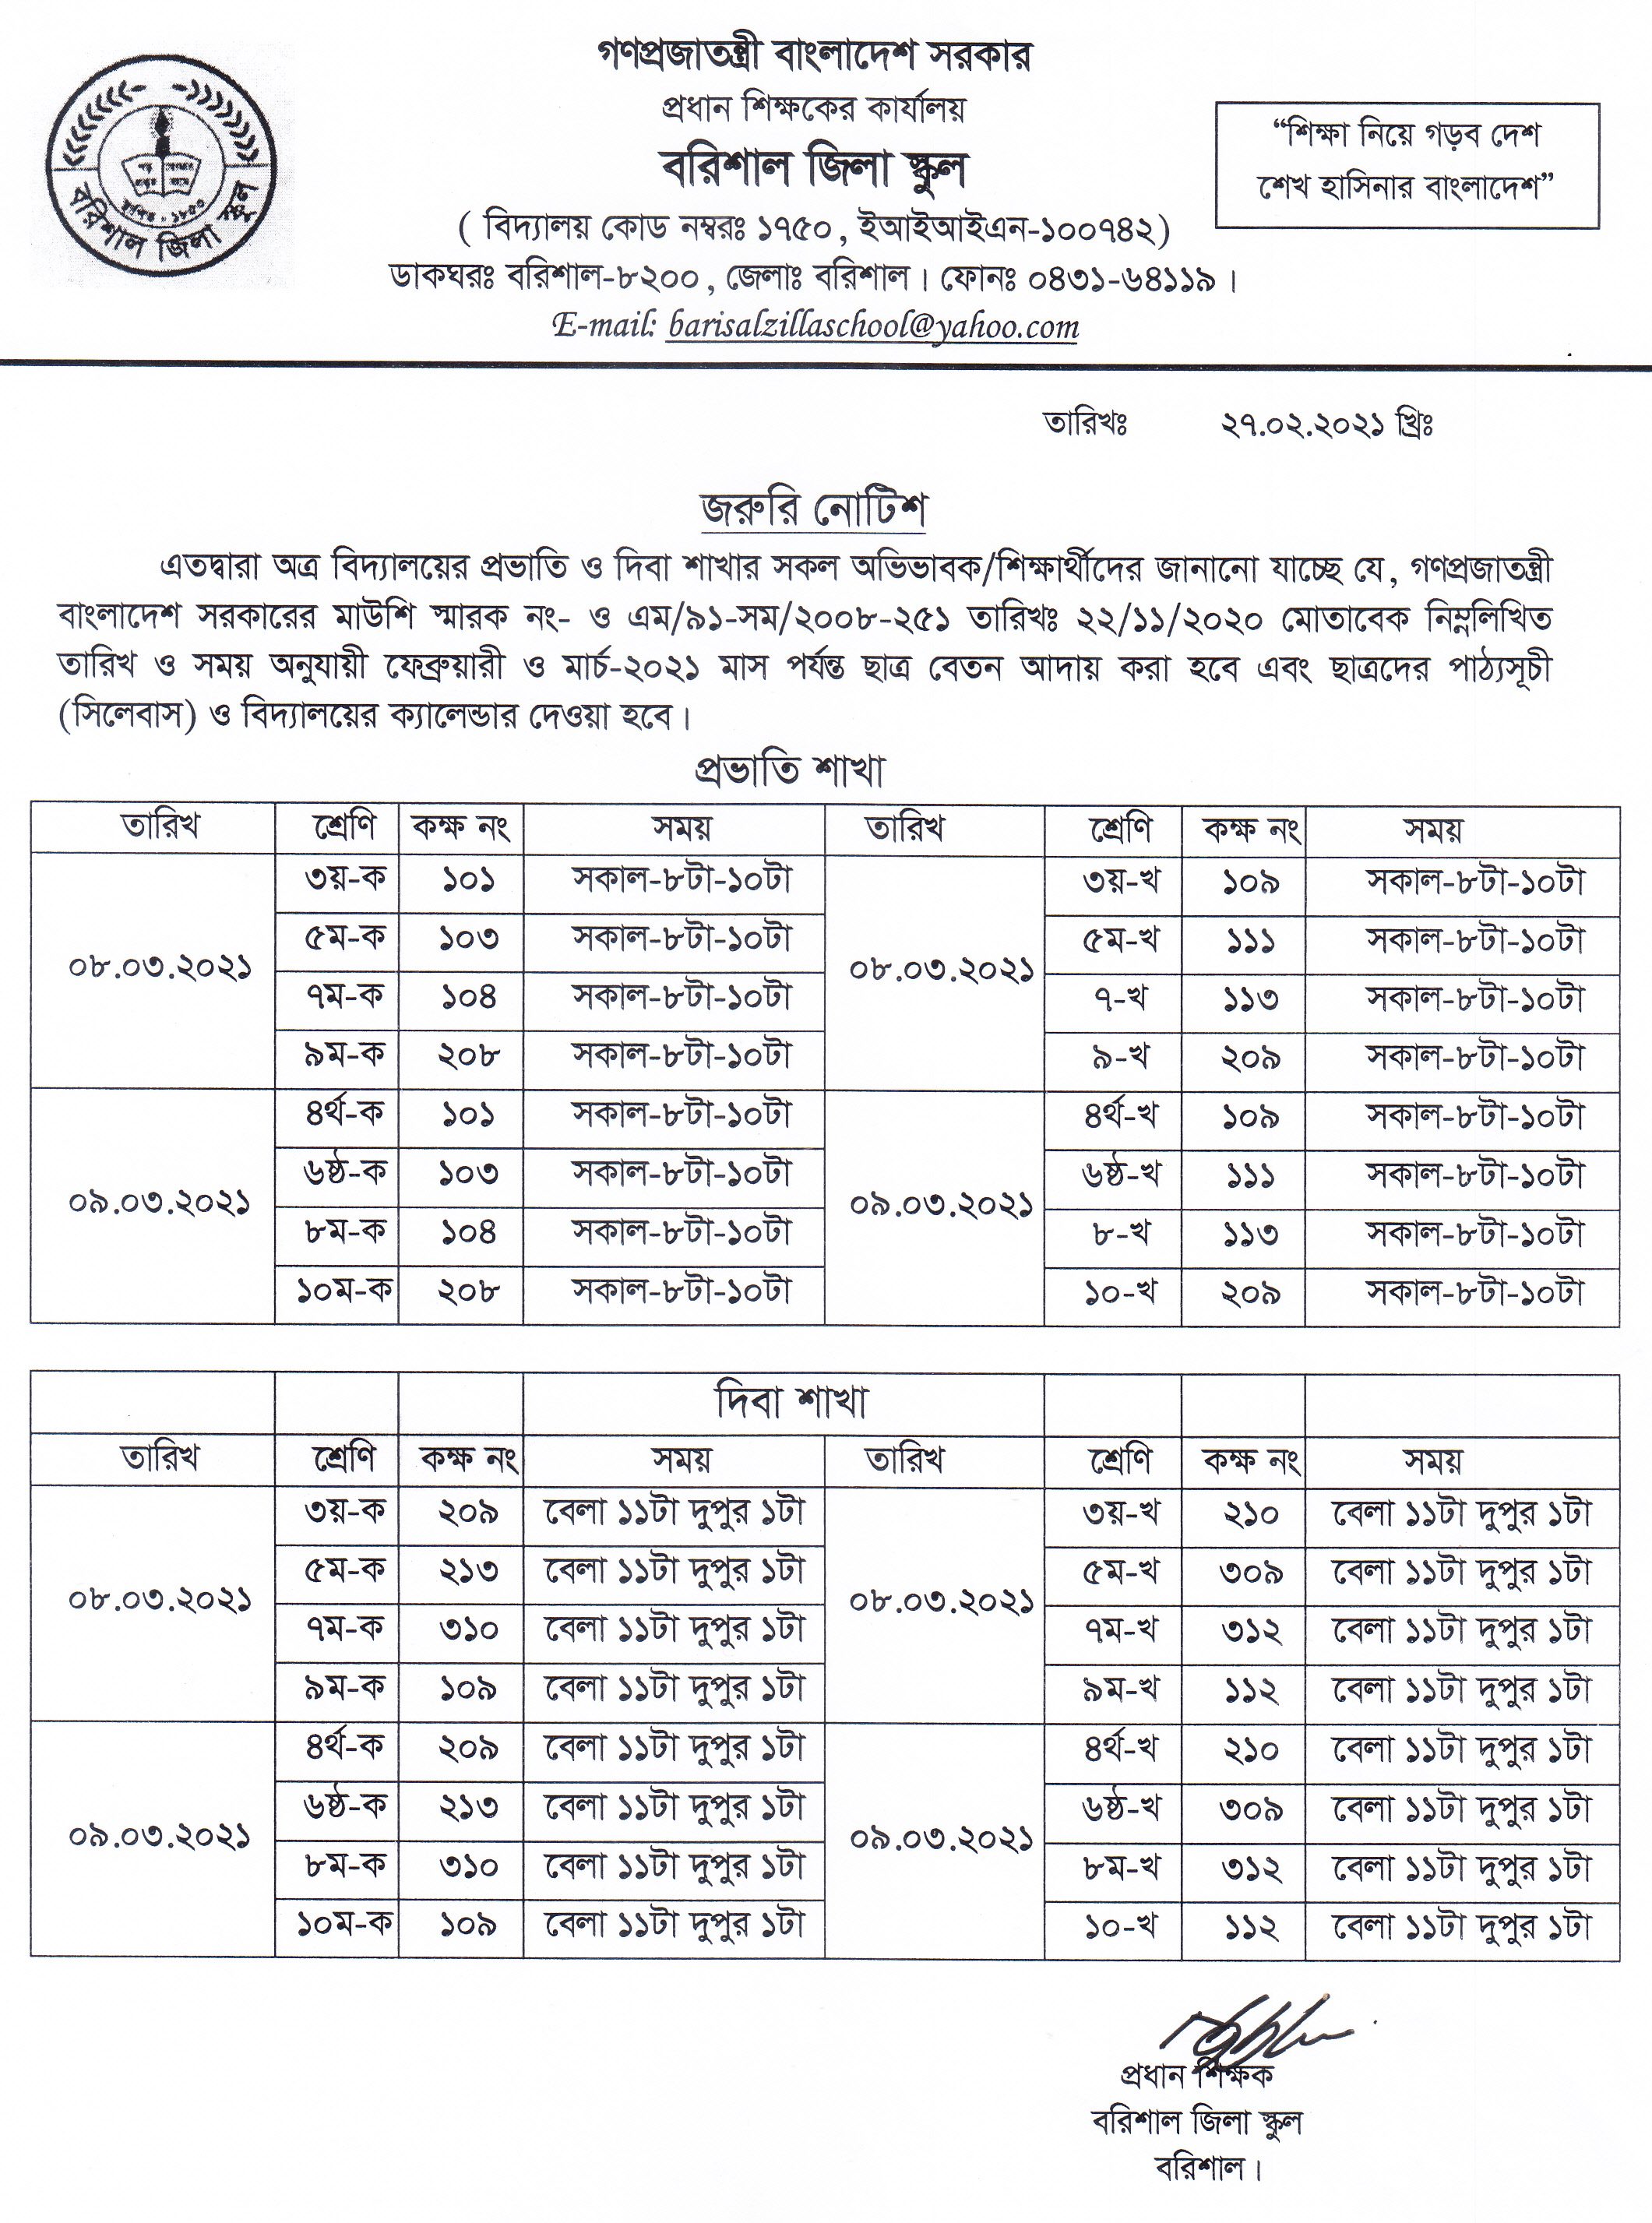 গণপ্রজাতন্ত্রী বাংলাদেশ সরকার
প্রধান শিক্ষকের কার্যালয়
বরিশাল জিলা স্কুল
( বিদ্যালয় কোড নম্বরঃ ১৭৫০, ইআইআইএন-১০০৭৪২)
ডাকঘরঃ বরিশাল-৮২০০, জেলাঃ বরিশাল। ফোনঃ ০৪৩১-৬৪১১৯।
E-mail: barisalzillaschool@yahoo.com
“শিক্ষা নিয়ে গড়ব দেশ
শেখ হাসিনার বাংলাদেশ”
স্থাপিত - ১৮৫৩
বরিশাল জিলা স্কুল
তারিখঃ ২৭.০২.২০২১ খ্রিঃ
জরুরি নোটিশ
এতদ্বারা অত্র বিদ্যালয়ের প্রভাতি ও দিবা শাখার সকল অভিভাবক/শিক্ষার্থীদের জানানো যাচ্ছে যে, গণপ্রজাতন্ত্রী
বাংলাদেশ সরকারের মাউশি স্মারক নং- ও এম/৯১-সম/২০০৮-২৫১ তারিখঃ ২২/১১/২০২০ মোতাবেক নিম্নলিখিত
তারিখ ও সময় অনুযায়ী ফেব্রুয়ারী ও মার্চ-২০২১ মাস পর্যন্ত ছাত্র বেতন আদায় করা হবে এবং ছাত্রদের পাঠ্যসূচী
(সিলেবাস) ও বিদ্যালয়ের ক্যালেন্ডার দেওয়া হবে।
প্রভাতি শাখা
তারিখ শ্রেণি কক্ষ নং সময় তারিখ শ্রেণি কক্ষ নং সময়
০৮.০৩.২০২১ ৩য়-ক ১০১ সকাল-৮টা-১০টা ০৮.০৩.২০২১ ৩য়-খ ১০৯ সকাল-৮টা-১০টা
৫ম-ক ১০৩ সকাল-৮টা-১০টা ৫ম-খ ১১১ সকাল-৮টা-১০টা
৭ম-ক ১০৪ সকাল-৮টা-১০টা ৭-খ ১১৩ সকাল-৮টা-১০টা
৯ম-ক ২০৮ সকাল-৮টা-১০টা ৯-খ ২০৯ সকাল-৮টা-১০টা
০৯.০৩.২০২১ ৪র্থ-ক ১০১ সকাল-৮টা-১০টা ০৯.০৩.২০২১ ৪র্থ-খ ১০৯ সকাল-৮টা-১০টা
৬ষ্ঠ-ক ১০৩ সকাল-৮টা-১০টা ৬ষ্ঠ-খ ১১১ সকাল-৮টা-১০টা
৮ম-ক ১০৪ সকাল-৮টা-১০টা ৮-খ ১১৩ সকাল-৮টা-১০টা
১০ম-ক ২০৮ সকাল-৮টা-১০টা ১০-খ ২০৯ সকাল-৮টা-১০টা
দিবা শাখা
তারিখ শ্রেণি কক্ষ নং সময় তারিখ শ্রেণি কক্ষ নং সময়
০৮.০৩.২০২১ ৩য়-ক ২০৯ বেলা ১১টা দুপুর ১টা ০৮.০৩.২০২১ ৩য়-খ ২১০ বেলা ১১টা দুপুর ১টা
৫ম-ক ২১৩ বেলা ১১টা দুপুর ১টা ৫ম-খ ৩০৯ বেলা ১১টা দুপুর ১টা
৭ম-ক ৩১০ বেলা ১১টা দুপুর ১টা ৭ম-খ ৩১২ বেলা ১১টা দুপুর ১টা
৯ম-ক ১০৯ বেলা ১১টা দুপুর ১টা ৯ম-খ ১১২ বেলা ১১টা দুপুর ১টা
০৯.০৩.২০২১ ৪র্থ-ক ২০৯ বেলা ১১টা দুপুর ১টা ০৯.০৩.২০২১ ৪র্থ-খ ২১০ বেলা ১১টা দুপুর ১টা
৬ষ্ঠ-ক ২১৩ বেলা ১১টা দুপুর ১টা ৬ষ্ঠ-খ ৩০৯ বেলা ১১টা দুপুর ১টা
৮ম-ক ৩১০ বেলা ১১টা দুপুর ১টা ৮ম-খ ৩১২ বেলা ১১টা দুপুর ১টা
১০ম-ক ১০৯ বেলা ১১টা দুপুর ১টা ১০-খ ১১২ বেলা ১১টা দুপুর ১টা
প্রধান শিক্ষক
বরিশাল জিলা স্কুল
বরিশাল।